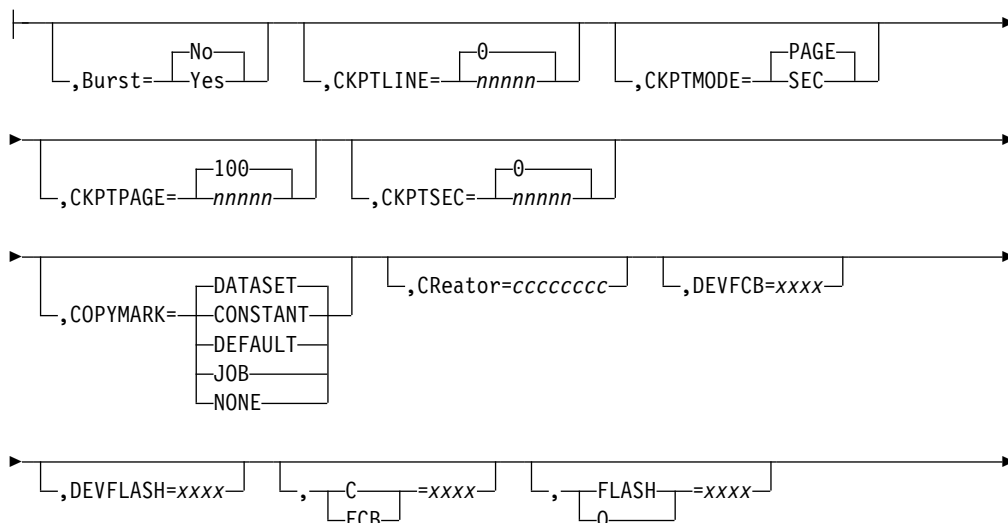 No 0 PAGE
,Burst= Yes ,CKPTLINE= nnnnn ,CKPTMODE= SEC
100 0
,CKPTPAGE= nnnnn ,CKPTSEC= nnnnn
,CReator=cccccccc ,DEVFCB=xxxx
,COPYMARK= DATASET
CONSTANT
DEFAULT
JOB
NONE
,DEVFLASH=xxxx , C =xxxx , FLASH =xxxx
FCB O